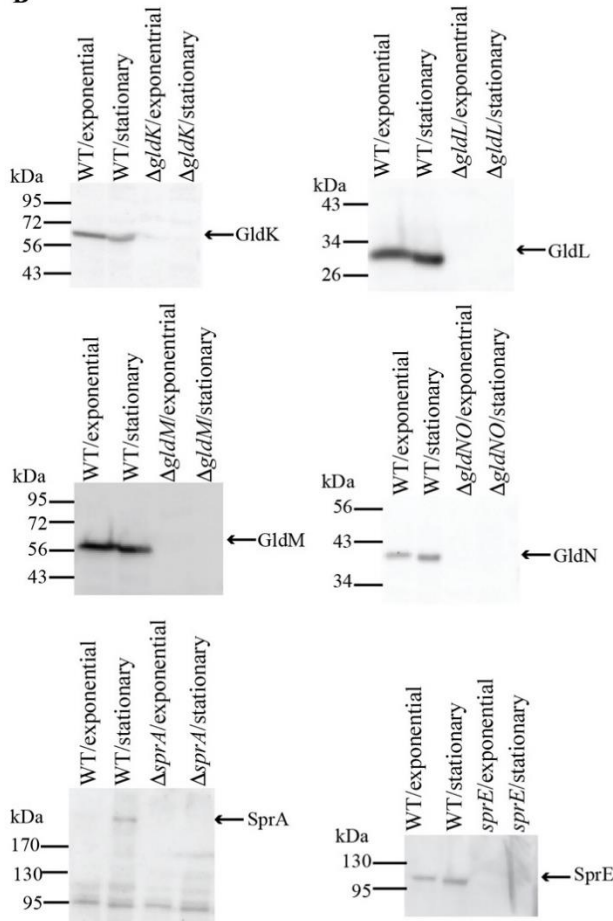 B
WT/exponential
WT/stationary
ΔgldK/exponentrial
ΔgldK/stationary
kDa
95
72
56
43
GldK
WT/exponential
WT/stationary
ΔgldL/exponential
ΔgldL/stationary
kDa
43
34
26
GldL
WT/exponential
WT/stationary
ΔgldM/exponentrial
ΔgldM/stationary
kDa
95
72
56
43
GldM
WT/exponential
WT/stationary
ΔgldNO/exponentrial
ΔgldNO/stationary
kDa
56
43
34
GldN
WT/exponential
WT/stationary
ΔsprA/exponential
ΔsprA/stationary
kDa
170
130
95
SprA
WT/exponential
WT/stationary
sprE/exponential
sprE/stationary
kDa
130
95
SprE